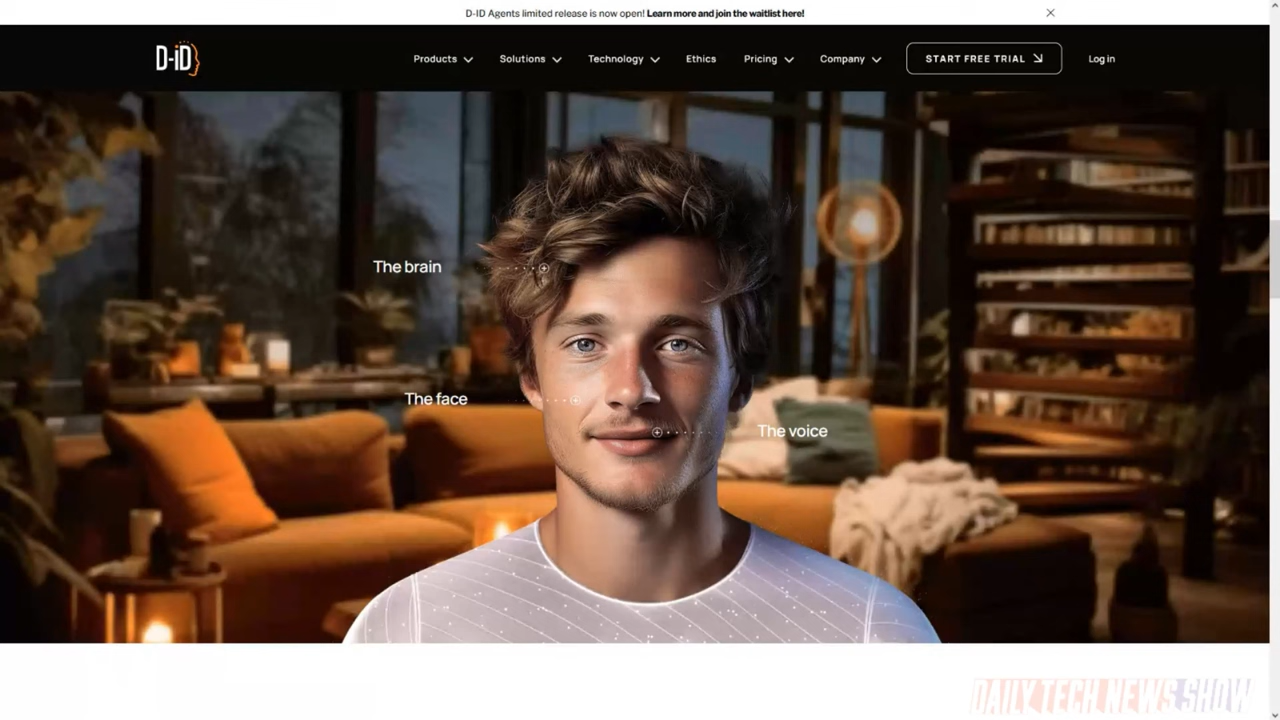 D-ID Agents limited release is now open! Learn more and join the waitlist here!
D-iD
Products
Solutions
Technology
Ethics
Pricing
Company
START FREE TRIAL
Log in
The brain
The face
The voice
DAILY TECH NEWS SHOW